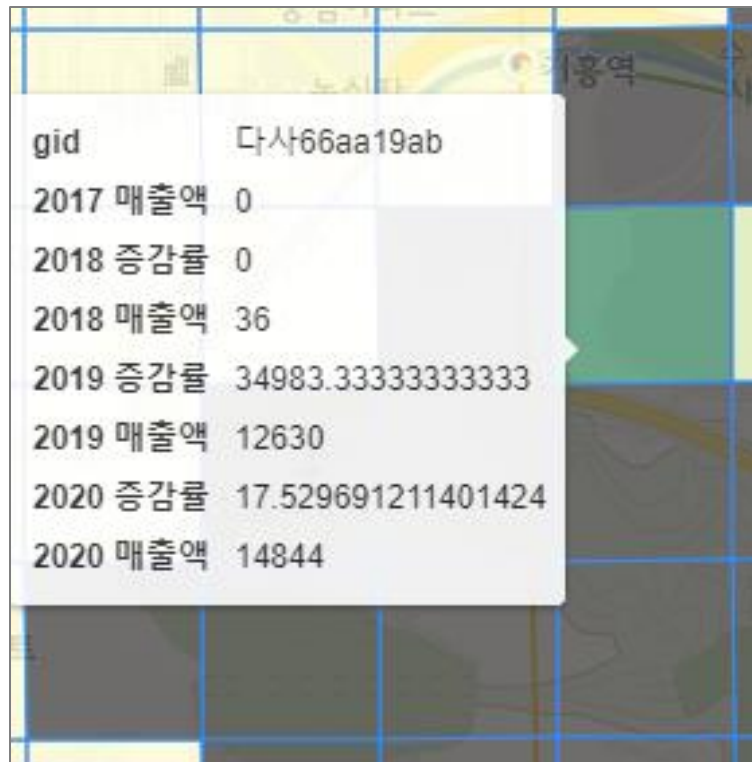 기흥역
gid 다사66aa19ab
2017 매출액 0
2018 증감률 0
2018 매출액 36
2019 증감률 34983.33333333333
2019 매출액 12630
2020 증감률 17.529691211401424
2020 매출액 14844